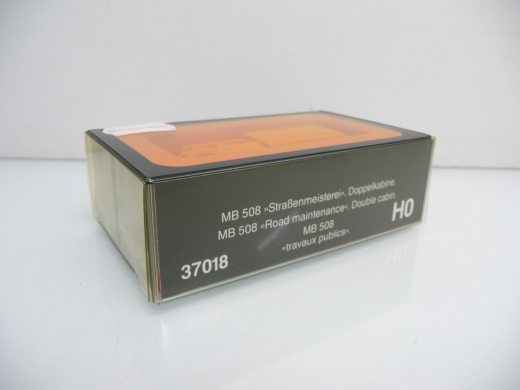 MB 508 »Straßenmeisterei«. Doppelkabine.
MB 508 »Road maintenance«. Double cabin.
MB 508
»travaux publics«.
37018
H0